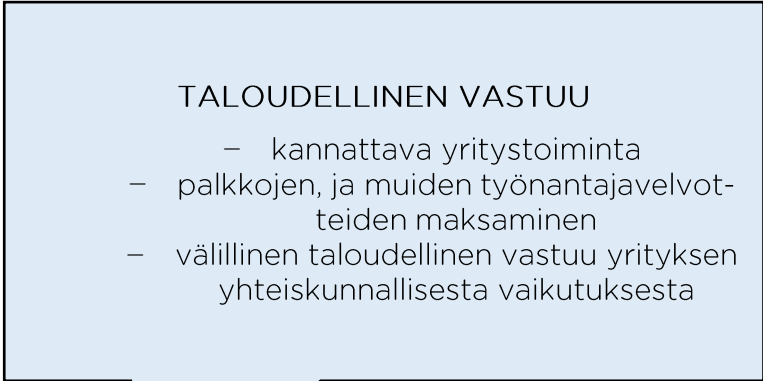 TALOUDELLINEN VASTUU
– kannattava yritystoiminta
– palkkojen, ja muiden työnantajavelvot-
teiden maksaminen
– välillinen taloudellinen vastuu yrityksen
yhteiskunnallisesta vaikutuksesta